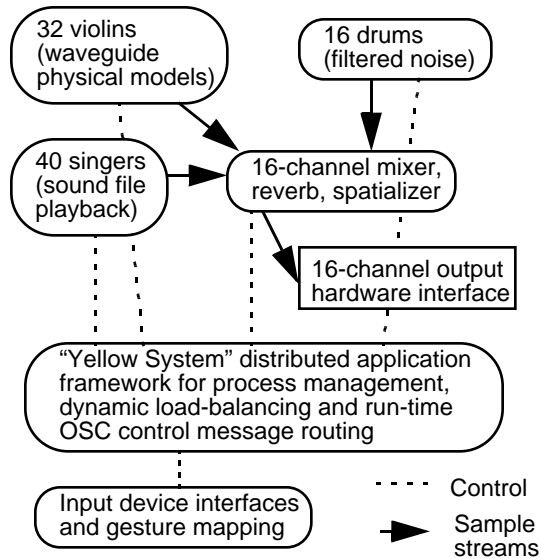 32 violins
(waveguide
physical models)
16 drums
(filtered noise)
40 singers
(sound file
playback)
16-channel mixer,
reverb, spatializer
16-channel output
hardware interface
“Yellow System” distributed application
framework for process management,
dynamic load-balancing and run-time
OSC control message routing
Input device interfaces
and gesture mapping
Control
Sample
streams